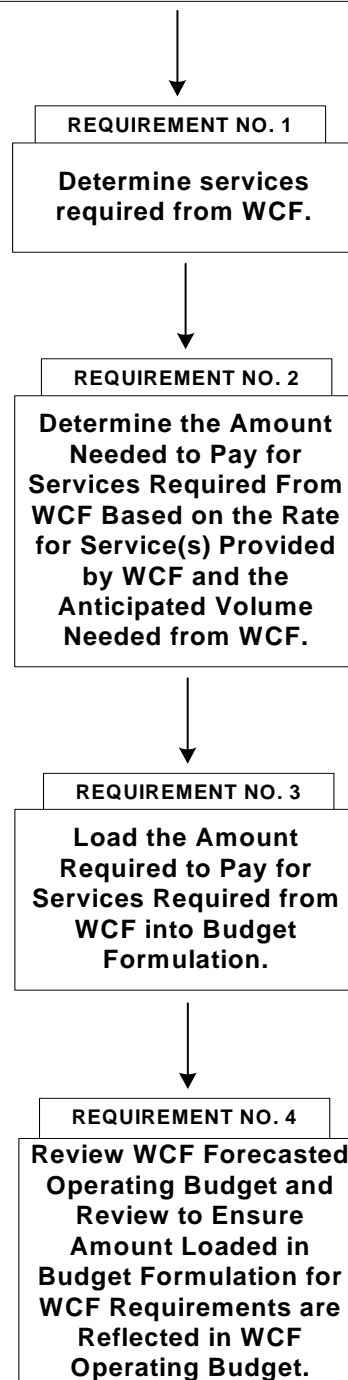 REQUIREMENT NO. 1
Determine services
required from WCF.
REQUIREMENT NO. 2
Determine the Amount
Needed to Pay for
Services Required From
WCF Based on the Rate
for Service(s) Provided
by WCF and the
Anticipated Volume
Needed from WCF.
REQUIREMENT NO. 3
Load the Amount
Required to Pay for
Services Required from
WCF into Budget
Formulation.
REQUIREMENT NO. 4
Review WCF Forecasted
Operating Budget and
Review to Ensure
Amount Loaded in
Budget Formulation for
WCF Requirements are
Reflected in WCF
Operating Budget.